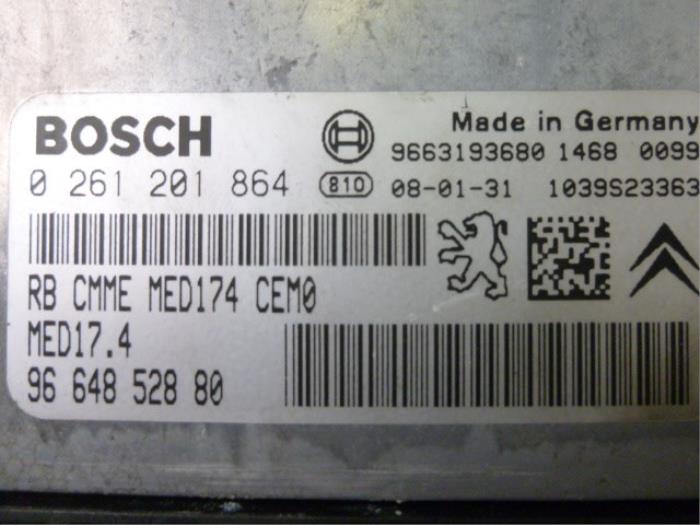 BOSCH
Made in Germany
9663193680 1468 0099
0 261 201 864 810 08-01-31 1039S23363
RB CMME MED174 CEM0
MED17.4
96 648 528 80